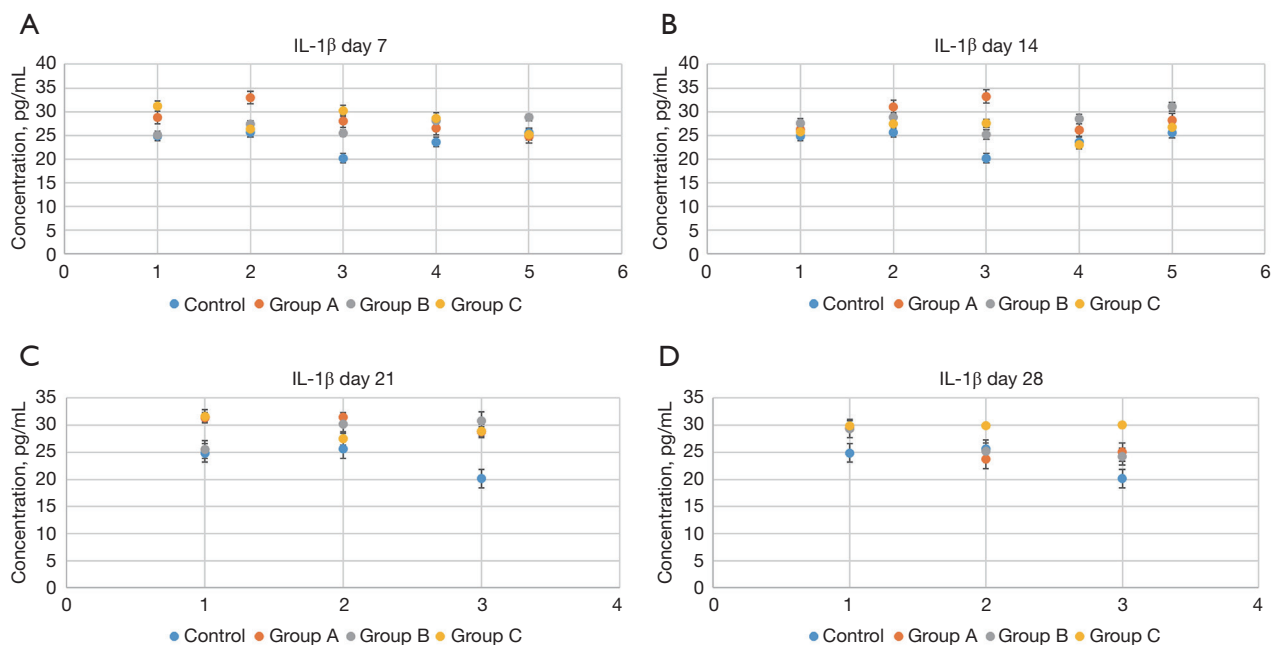 A
IL-1β day 7
Concentration, pg/mL
40
35
30
25
20
15
10
5
0
0 1 2 3 4 5 6
Control Group A Group B Group C
B
IL-1β day 14
Concentration, pg/mL
40
35
30
25
20
15
10
5
0
0 1 2 3 4 5 6
Control Group A Group B Group C
C
IL-1β day 21
Concentration, pg/mL
35
30
25
20
15
10
5
0
0 1 2 3 4
Control Group A Group B Group C
D
IL-1β day 28
Concentration, pg/mL
35
30
25
20
15
10
5
0
0 1 2 3 4
Control Group A Group B Group C